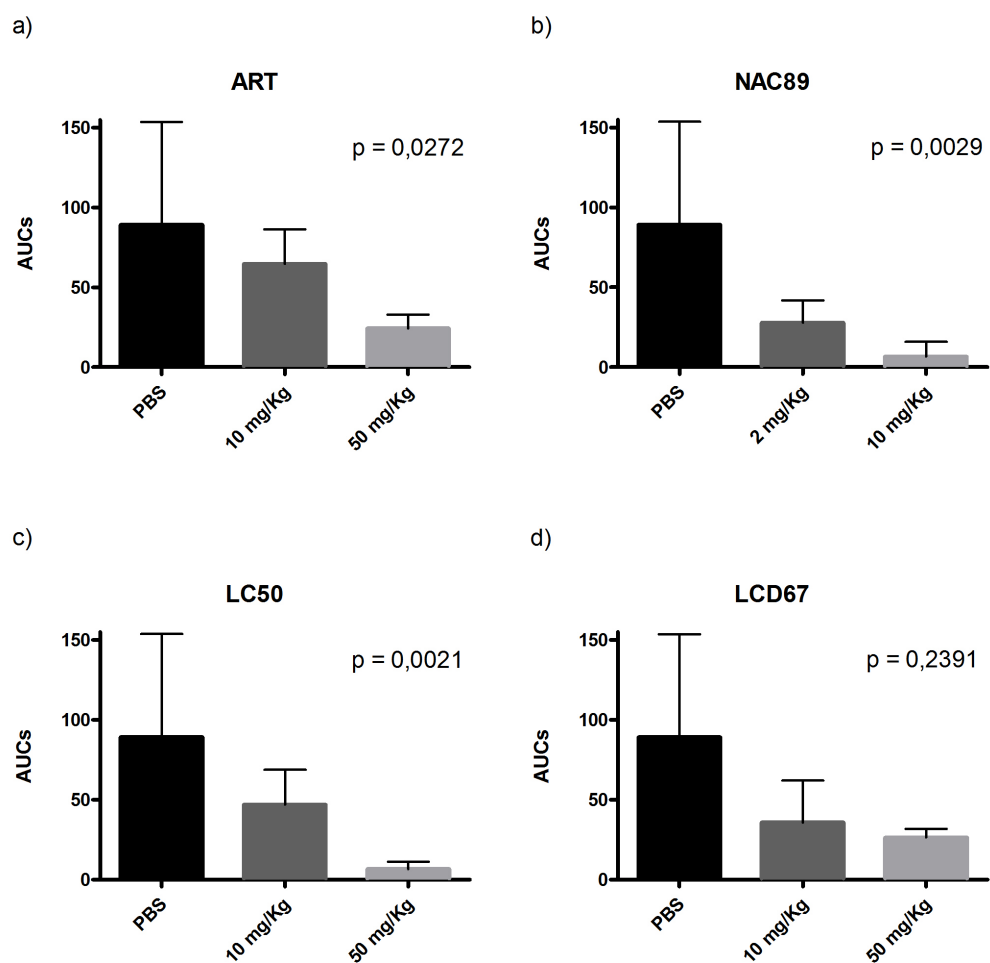 a)
ART
p = 0,0272
AUCs
150
100
50
0
PBS
10 mg/Kg
50 mg/Kg
b)
NAC89
p = 0,0029
AUCs
150
100
50
0
PBS
2 mg/Kg
10 mg/Kg
c)
LC50
p = 0,0021
AUCs
150
100
50
0
PBS
10 mg/Kg
50 mg/Kg
d)
LCD67
p = 0,2391
AUCs
150
100
50
0
PBS
10 mg/Kg
50 mg/Kg